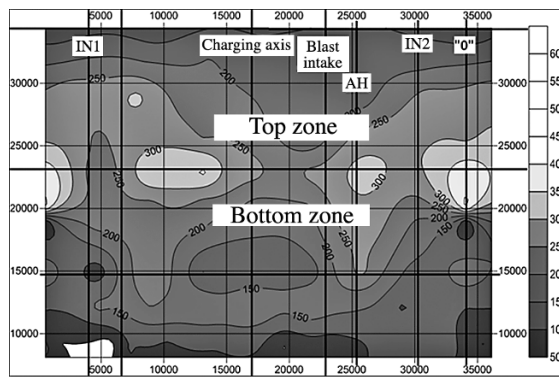 5000 10000 15000 20000 25000 30000 35000
IN1 Charging axis Blast intake IN2 "0"
AH
250 200 250
30000 30000
Top zone
25000 25000
300 250 250 300 300
20000 Bottom zone 250 20000
200 200 250 200 150
15000 150 15000
150 150
10000 10000
5000 10000 15000 20000 25000 30000 35000